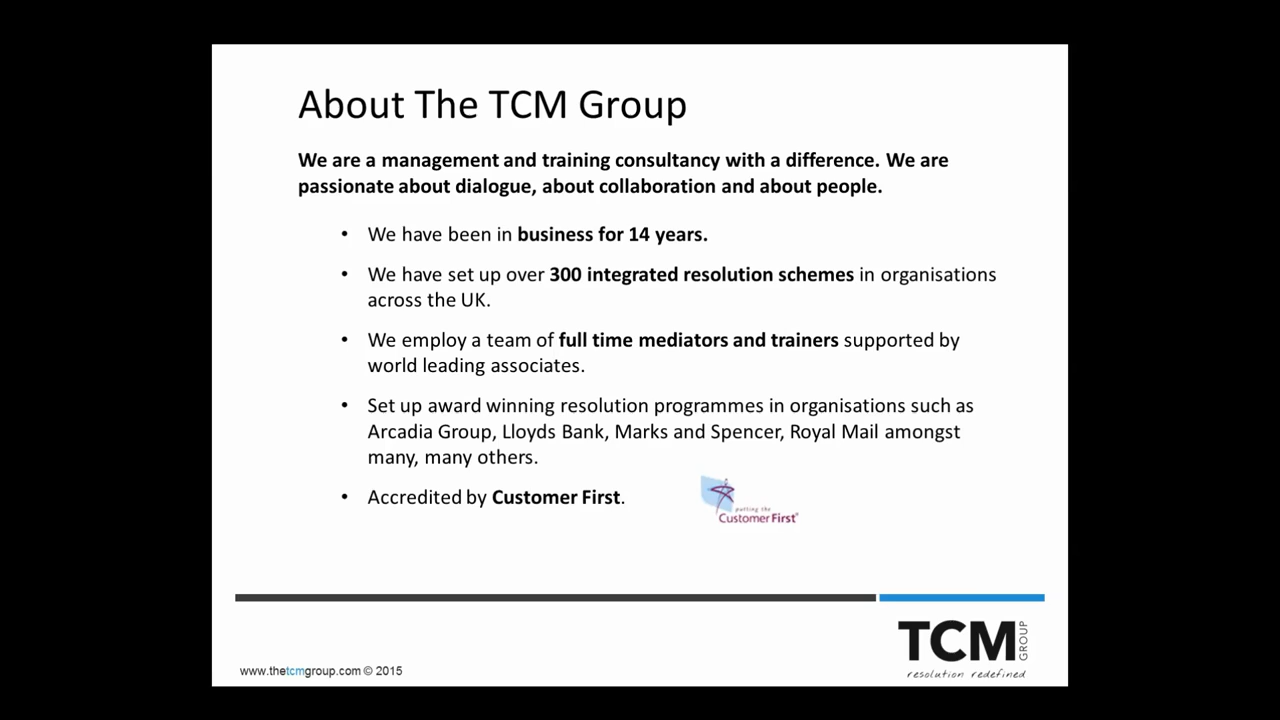 About The TCM Group
We are a management and training consultancy with a difference. We are
passionate about dialogue, about collaboration and about people.
• We have been in business for 14 years.
• We have set up over 300 integrated resolution schemes in organisations
across the UK.
• We employ a team of full time mediators and trainers supported by
world leading associates.
• Set up award winning resolution programmes in organisations such as
Arcadia Group, Lloyds Bank, Marks and Spencer, Royal Mail amongst
many, many others.
• Accredited by Customer First.
putting the
Customer First®
TCM GROUP
resolution redefined
www.thetcmgroup.com © 2015